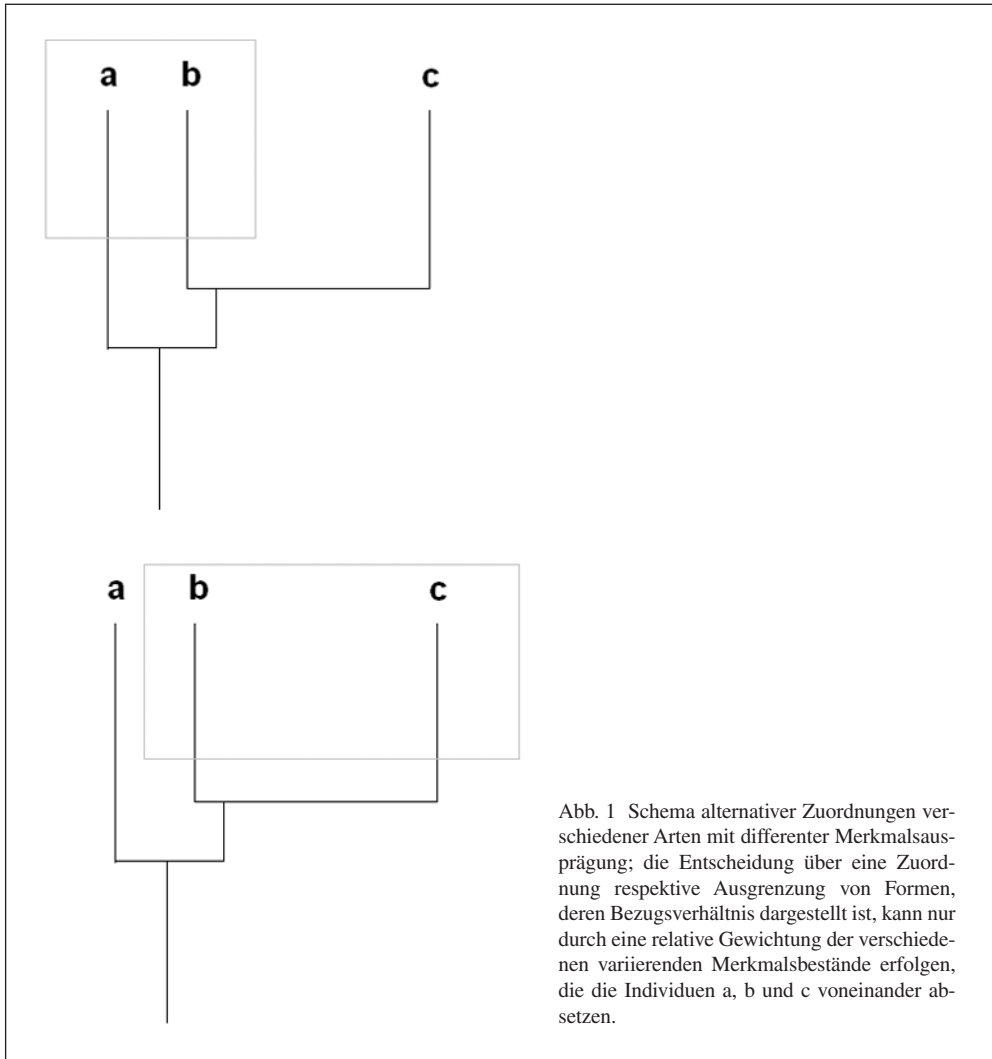 a b c
a b c
Abb. 1 Schema alternativer Zuordnungen ver-
schiedener Arten mit differenter Merkmalsaus-
prägung; die Entscheidung über eine Zuord-
nung respektive Ausgrenzung von Formen,
deren Bezugsverhältnis dargestellt ist, kann nur
durch eine relative Gewichtung der verschiede-
nen variierenden Merkmalsbestände erfolgen,
die die Individuen a, b und c voneinander ab-
setzen.